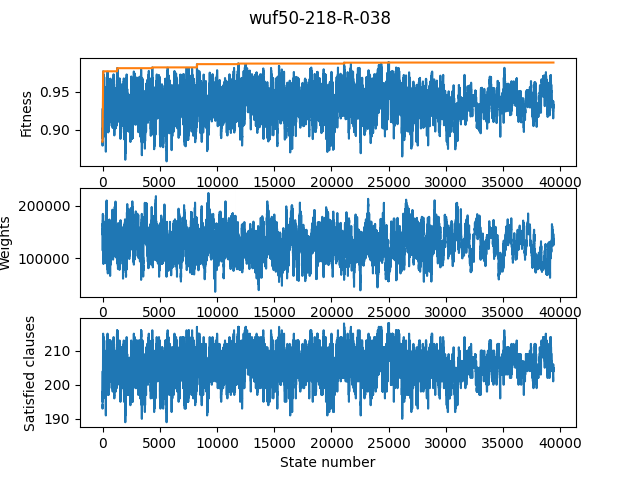 wuf50-218-R-038
0.95
0.90
Fitness
0 5000 10000 15000 20000 25000 30000 35000 40000
200000
100000
Weights
0 5000 10000 15000 20000 25000 30000 35000 40000
210
200
190
Satisfied clauses
0 5000 10000 15000 20000 25000 30000 35000 40000
State number